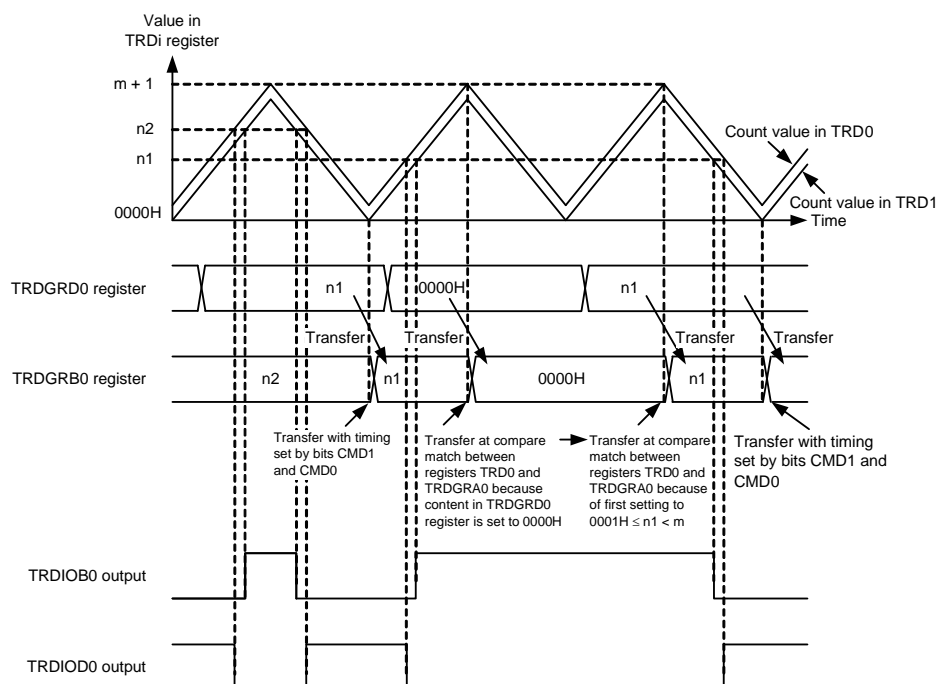 Value in
TRDi register
m + 1
n2
n1
0000H
Count value in TRD0
Count value in TRD1
Time
TRDGRD0 register
n1
0000H
n1
Transfer
Transfer
Transfer
Transfer
TRDGRB0 register
n2
n1
0000H
n1
Transfer with timing
set by bits CMD1
and CMD0
Transfer at compare
match between
registers TRD0 and
TRDGRA0 because
content in TRDGRD0
register is set to 0000H
Transfer at compare
match between
registers TRD0 and
TRDGRA0 because
of first setting to
0001H ≤ n1 < m
Transfer with timing
set by bits CMD1 and
CMD0
TRDIOB0 output
TRDIOD0 output